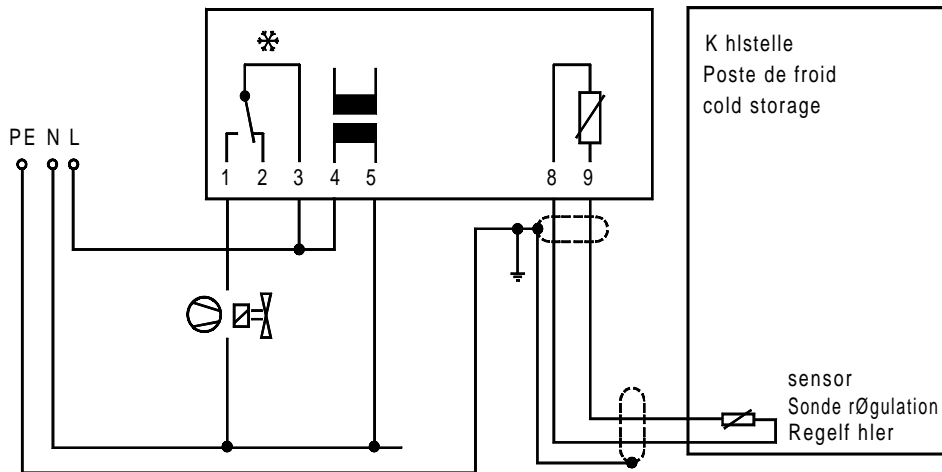 K hlstelle
Poste de froid
cold storage
PE N L
1 2 3 4 5 8 9
sensor
Sonde rØgulation
Regelf hler